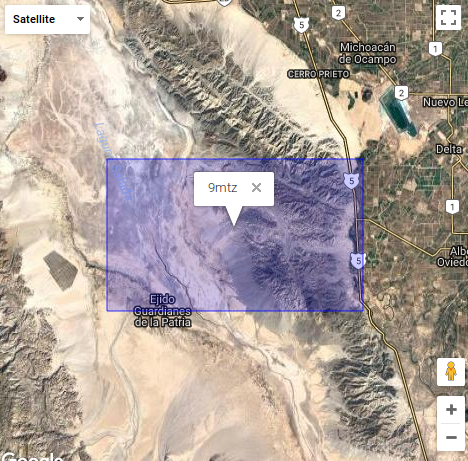 Satellite
5
2
1
Michoacán
de Ocampo
CERRO PRIETO
2
Nuevo Le
Delta
5
9mtz
1
Albe
Oviedo
5
Ejido
Guardianes
de la Patria
Google